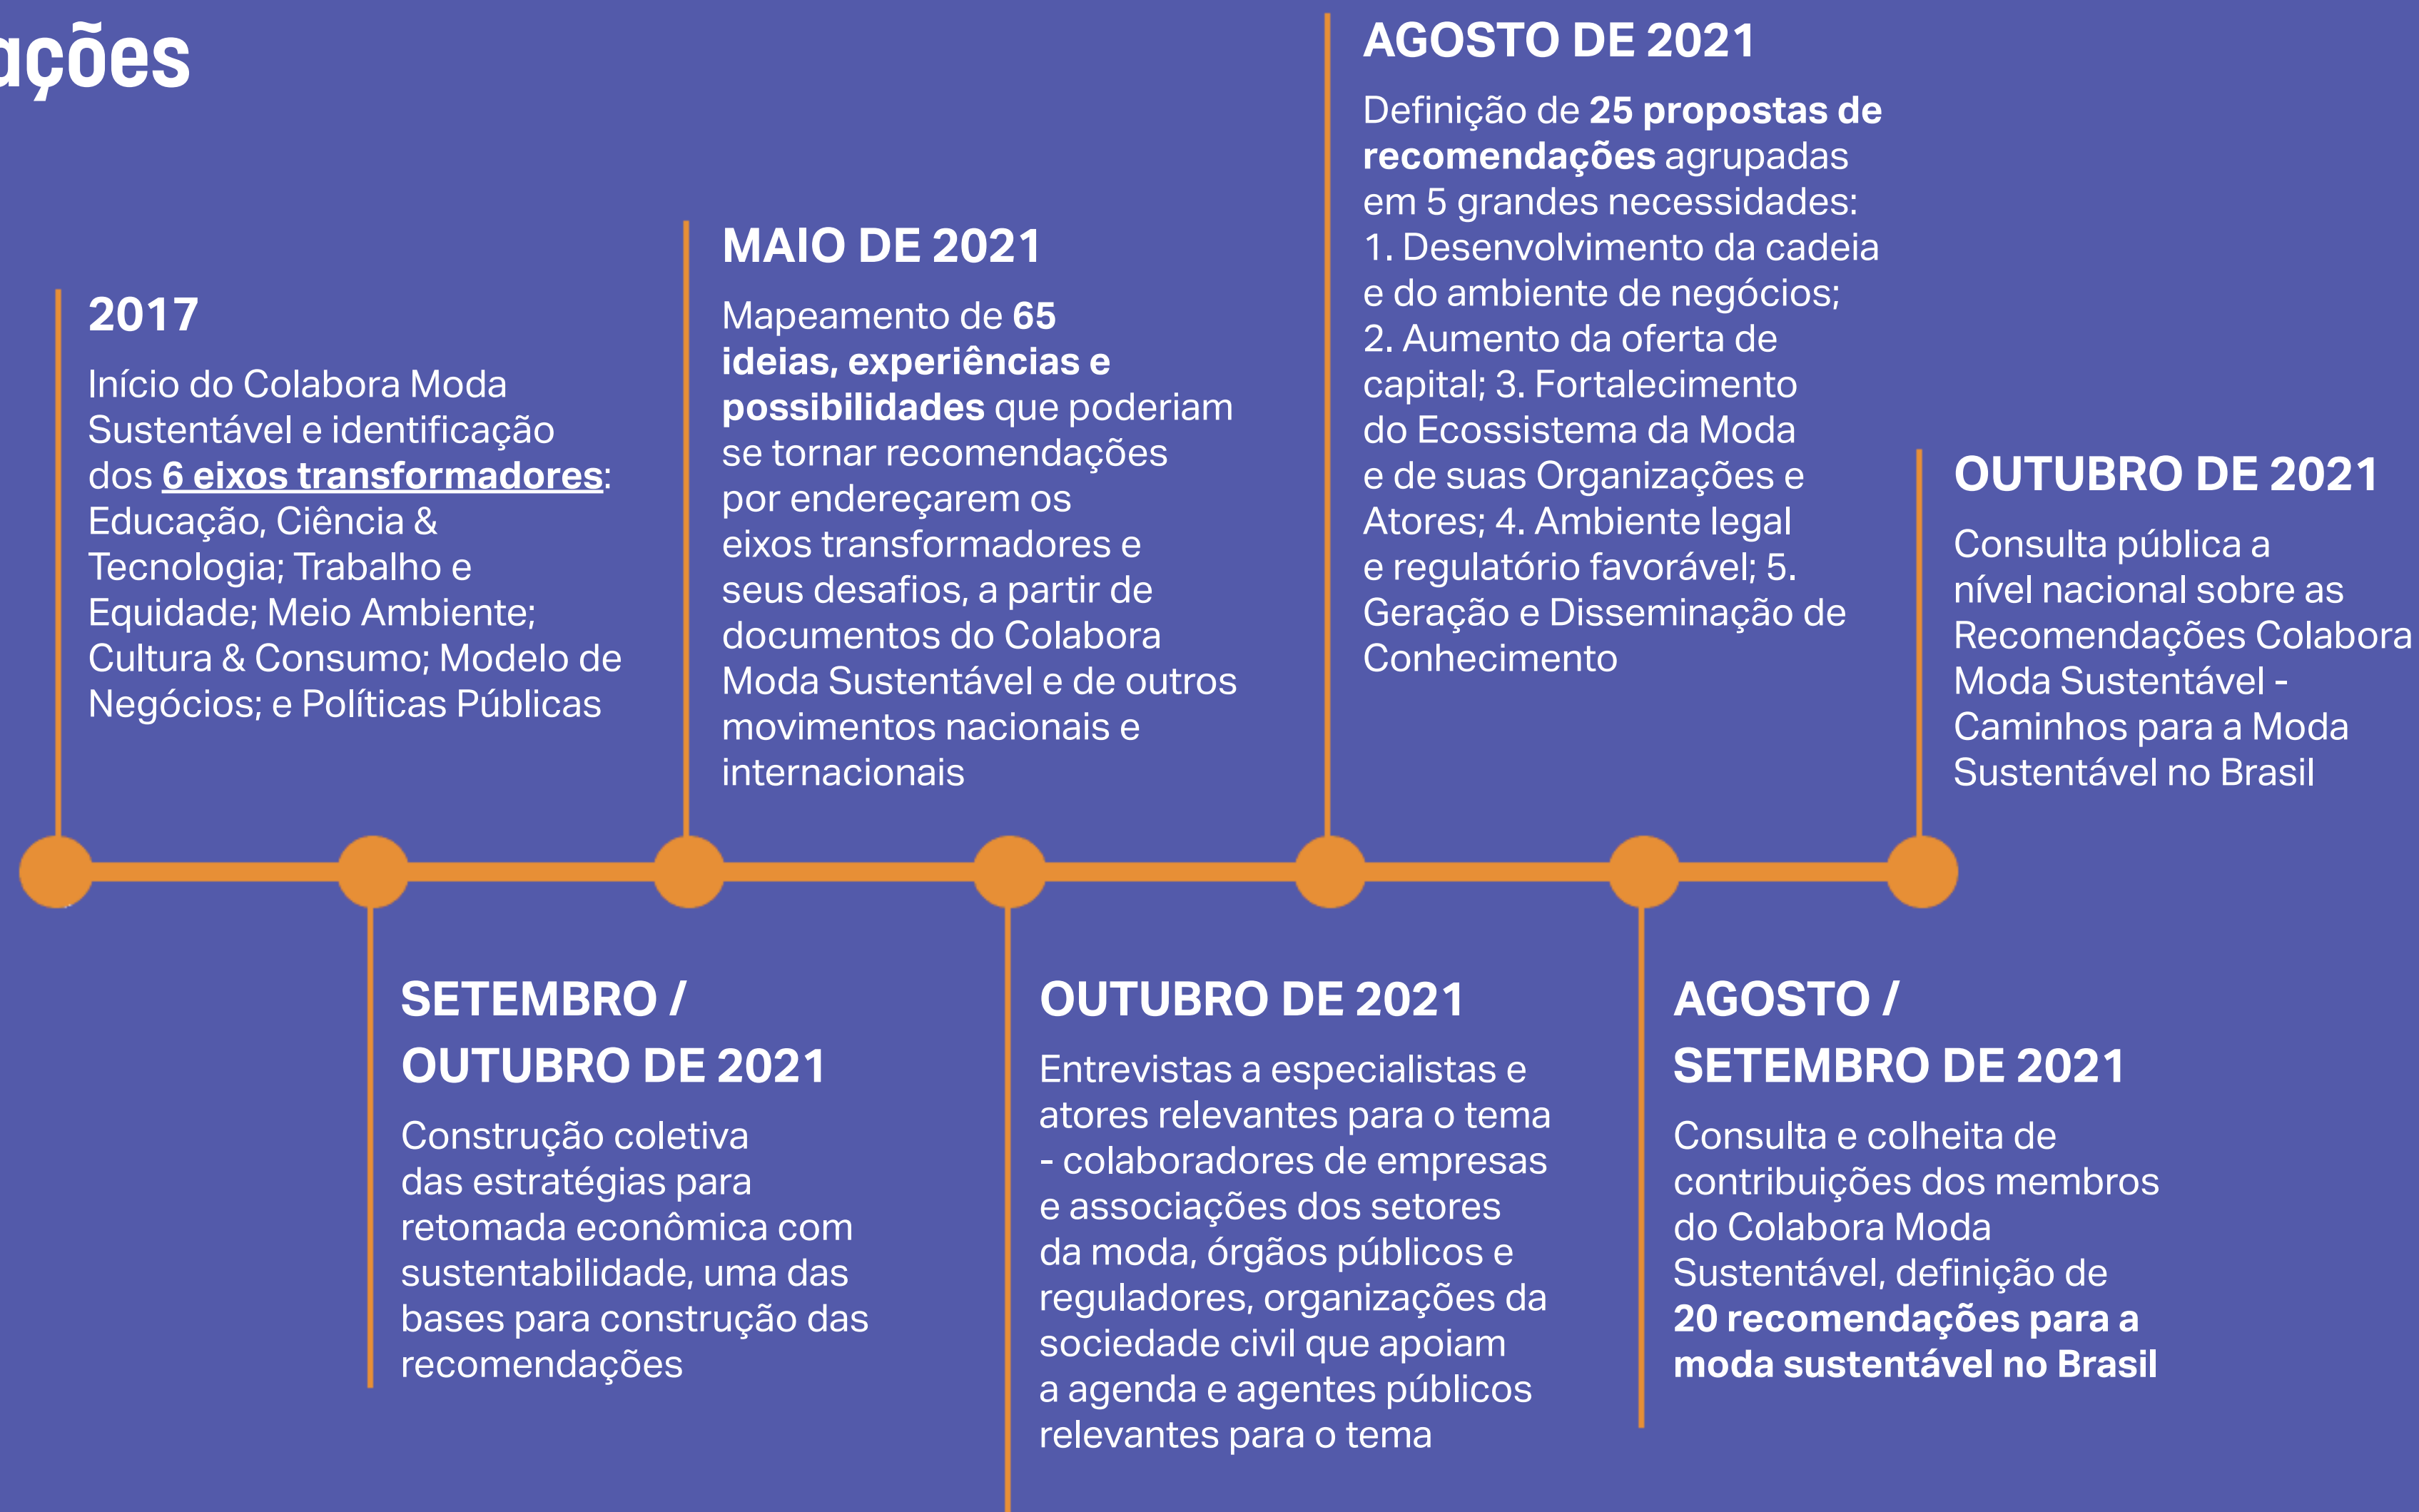 ações
2017
Início do Colabora Moda
Sustentável e identificação
dos 6 eixos transformadores:
Educação, Ciência &
Tecnologia; Trabalho e
Equidade; Meio Ambiente;
Cultura & Consumo; Modelo de
Negócios; e Políticas Públicas
SETEMBRO /
OUTUBRO DE 2021
Construção coletiva
das estratégias para
retomada econômica com
sustentabilidade, uma das
bases para construção das
recomendações
MAIO DE 2021
Mapeamento de 65
ideias, experiências e
possibilidades que poderiam
se tornar recomendações
por endereçarem os
eixos transformadores e
seus desafios, a partir de
documentos do Colabora
Moda Sustentável e de outros
movimentos nacionais e
internacionais
OUTUBRO DE 2021
Entrevistas a especialistas e
atores relevantes para o tema
- colaboradores de empresas
e associações dos setores
da moda, órgãos públicos e
reguladores, organizações da
sociedade civil que apoiam
a agenda e agentes públicos
relevantes para o tema
AGOSTO DE 2021
Definição de 25 propostas de
recomendações agrupadas
em 5 grandes necessidades:
1. Desenvolvimento da cadeia
e do ambiente de negócios;
2. Aumento da oferta de
capital; 3. Fortalecimento
do Ecossistema da Moda
e de suas Organizações e
Atores; 4. Ambiente legal
e regulatório favorável; 5.
Geração e Disseminação de
Conhecimento
AGOSTO /
SETEMBRO DE 2021
Consulta e colheita de
contribuições dos membros
do Colabora Moda
Sustentável, definição de
20 recomendações para a
moda sustentável no Brasil
OUTUBRO DE 2021
Consulta pública a
nível nacional sobre as
Recomendações Colabora
Moda Sustentável -
Caminhos para a Moda
Sustentável no Brasil